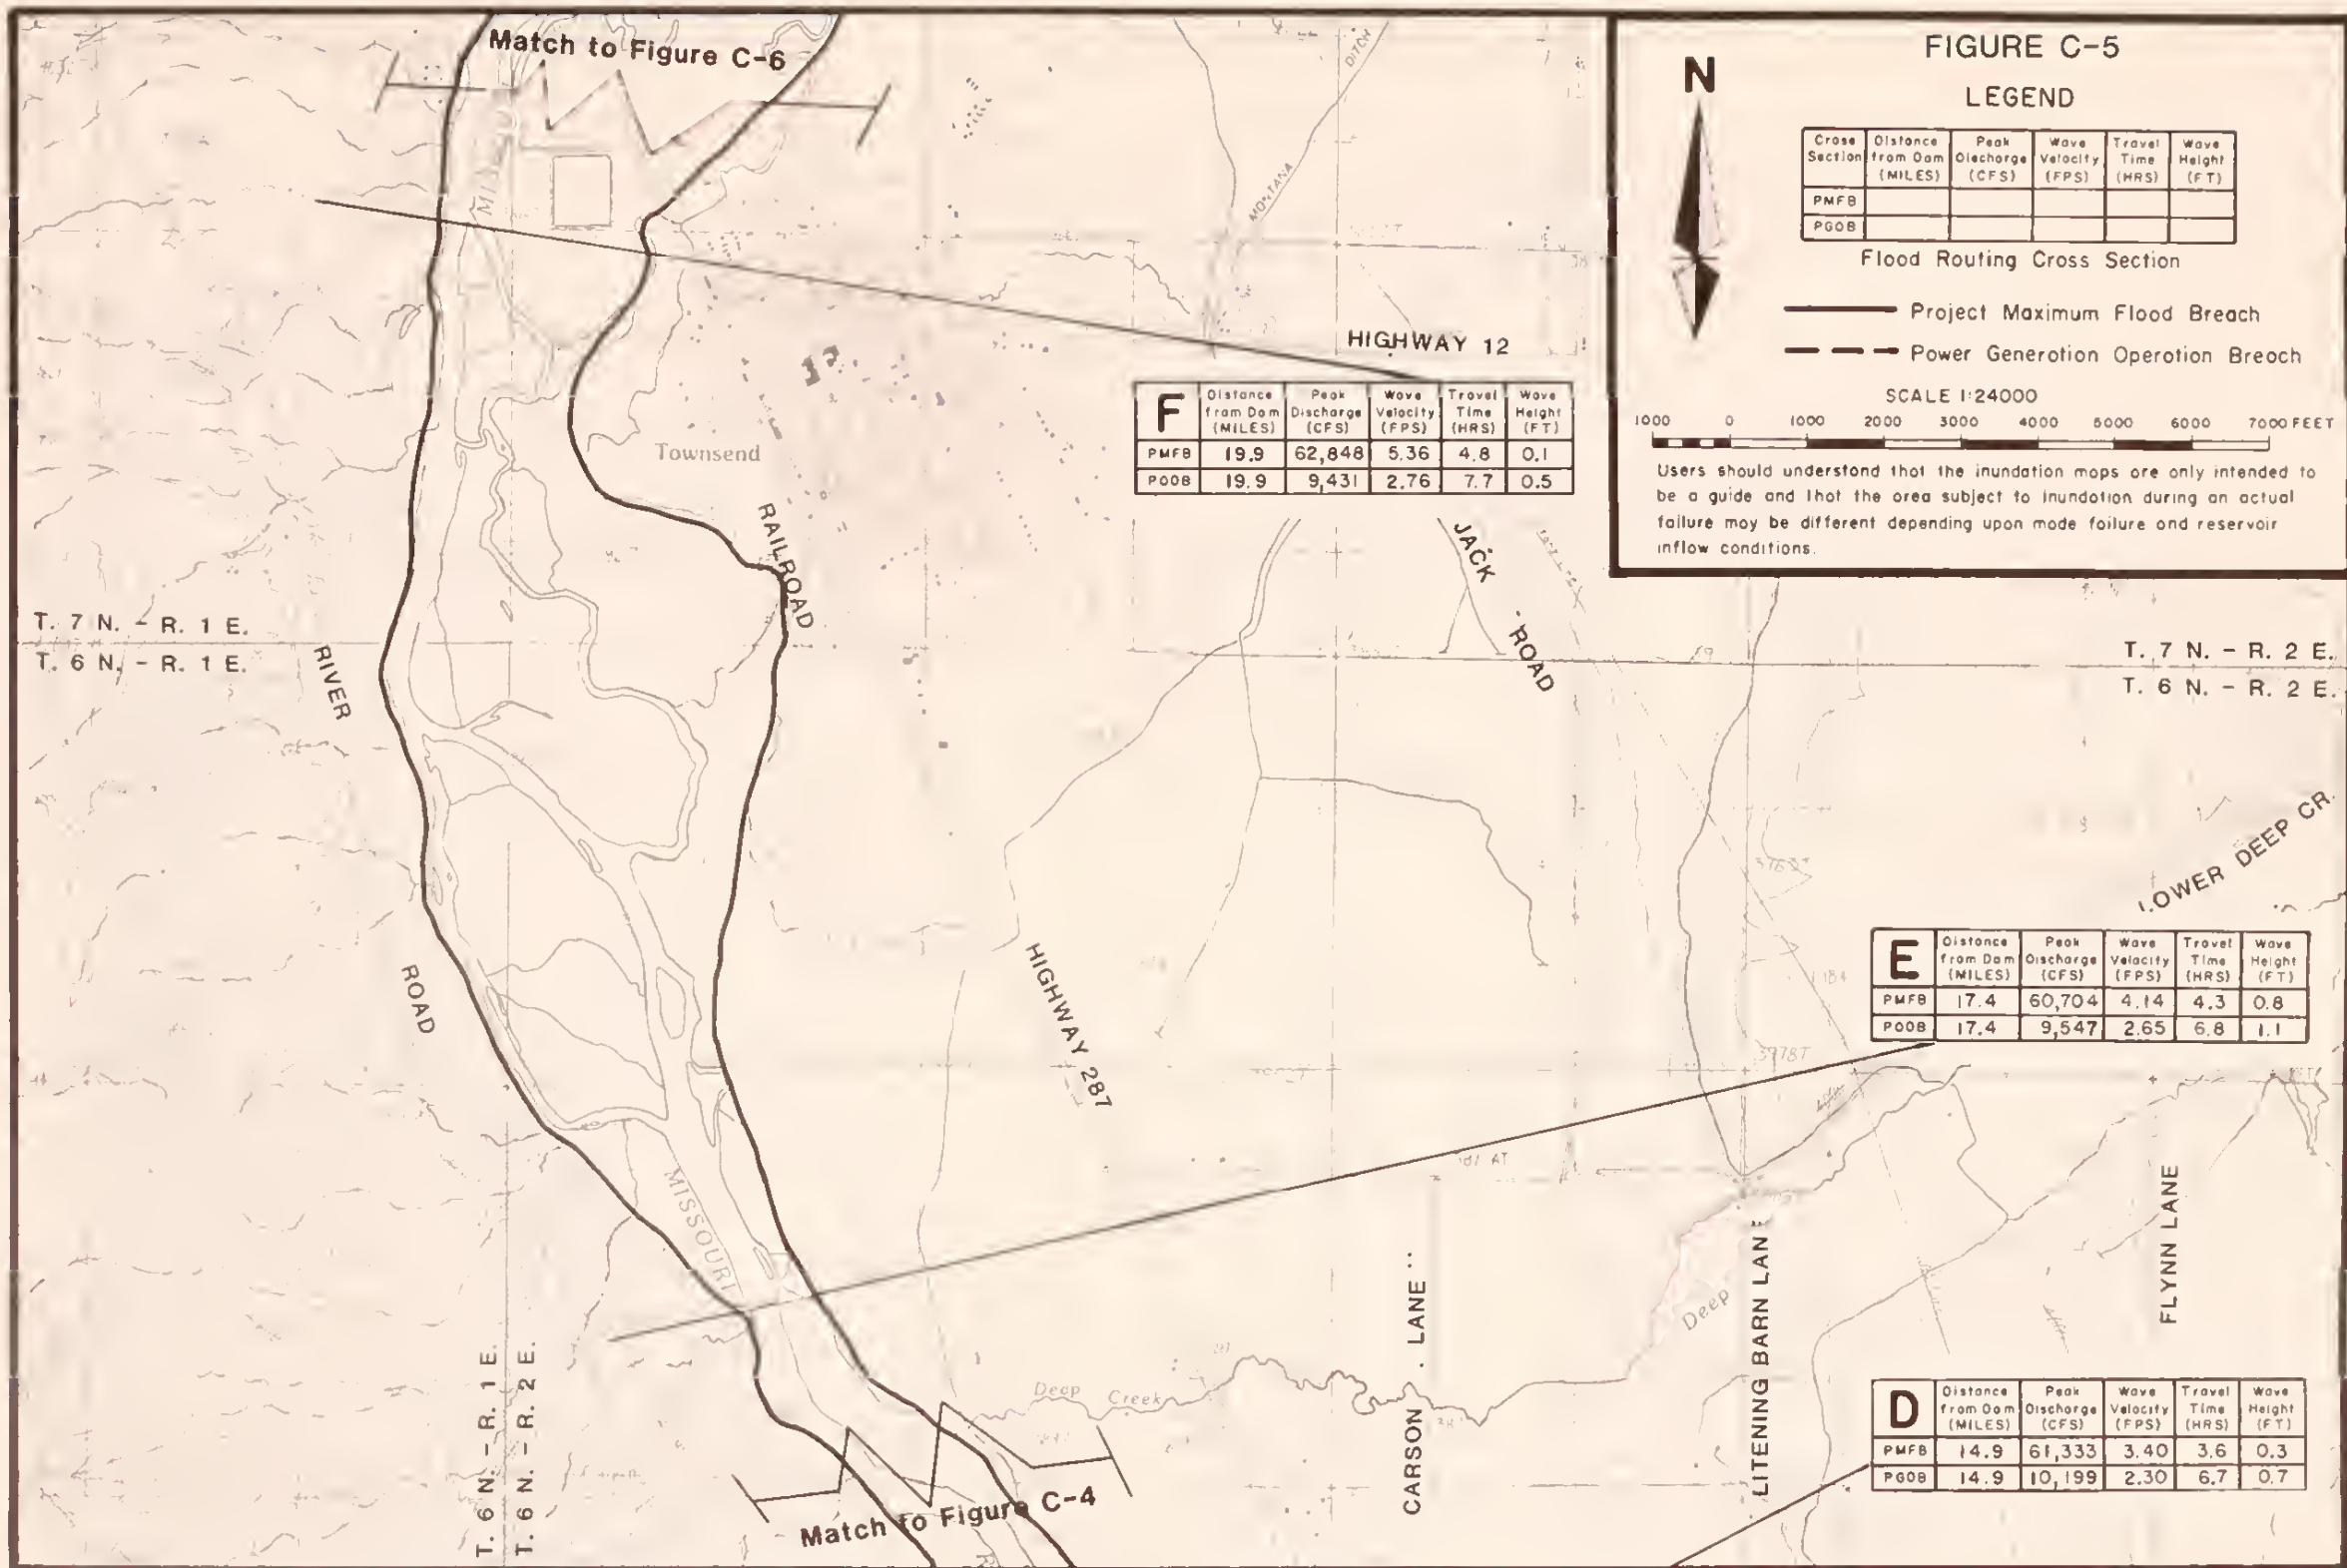 Match to Figure C-6
FIGURE C-5
LEGEND
N
Cross Section | Distance from Dam (MILES) | Peak Discharge (CFS) | Wave Velocity (FPS) | Travel Time (HRS) | Wave Height (FT)
PMFB
PGOB
Flood Routing Cross Section
Project Maximum Flood Breach
Power Generation Operation Breach
SCALE 1:24000
1000 0 1000 2000 3000 4000 5000 6000 7000 FEET
Users should understand that the inundation maps are only intended to
be a guide and that the area subject to inundation during an actual
failure may be different depending upon mode failure and reservoir
inflow conditions.
DITCH
MONTANA
HIGHWAY 12
F | Distance from Dam (MILES) | Peak Discharge (CFS) | Wave Velocity (FPS) | Travel Time (HRS) | Wave Height (FT)
PMFB | 19.9 | 62,848 | 5.36 | 4.8 | 0.1
PGOB | 19.9 | 9,431 | 2.76 | 7.7 | 0.5
Townsend
RAILROAD
JACK
ROAD
T. 7 N. - R. 1 E.
T. 6 N. - R. 1 E.
T. 7 N. - R. 2 E.
T. 6 N. - R. 2 E.
RIVER
ROAD
HIGHWAY 287
LOWER DEEP CR.
E | Distance from Dam (MILES) | Peak Discharge (CFS) | Wave Velocity (FPS) | Travel Time (HRS) | Wave Height (FT)
PMFB | 17.4 | 60,704 | 4.14 | 4.3 | 0.8
PGOB | 17.4 | 9,547 | 2.65 | 6.8 | 1.1
MISSOURI
FLYNN LANE
LITENING BARN LANE
CARSON LANE
Deep
Deep Creek
T. 6 N. - R. 1 E.
T. 6 N. - R. 2 E.
D | Distance from Dam (MILES) | Peak Discharge (CFS) | Wave Velocity (FPS) | Travel Time (HRS) | Wave Height (FT)
PMFB | 14.9 | 61,333 | 3.40 | 3.6 | 0.3
PGOB | 14.9 | 10,199 | 2.30 | 6.7 | 0.7
Match to Figure C-4